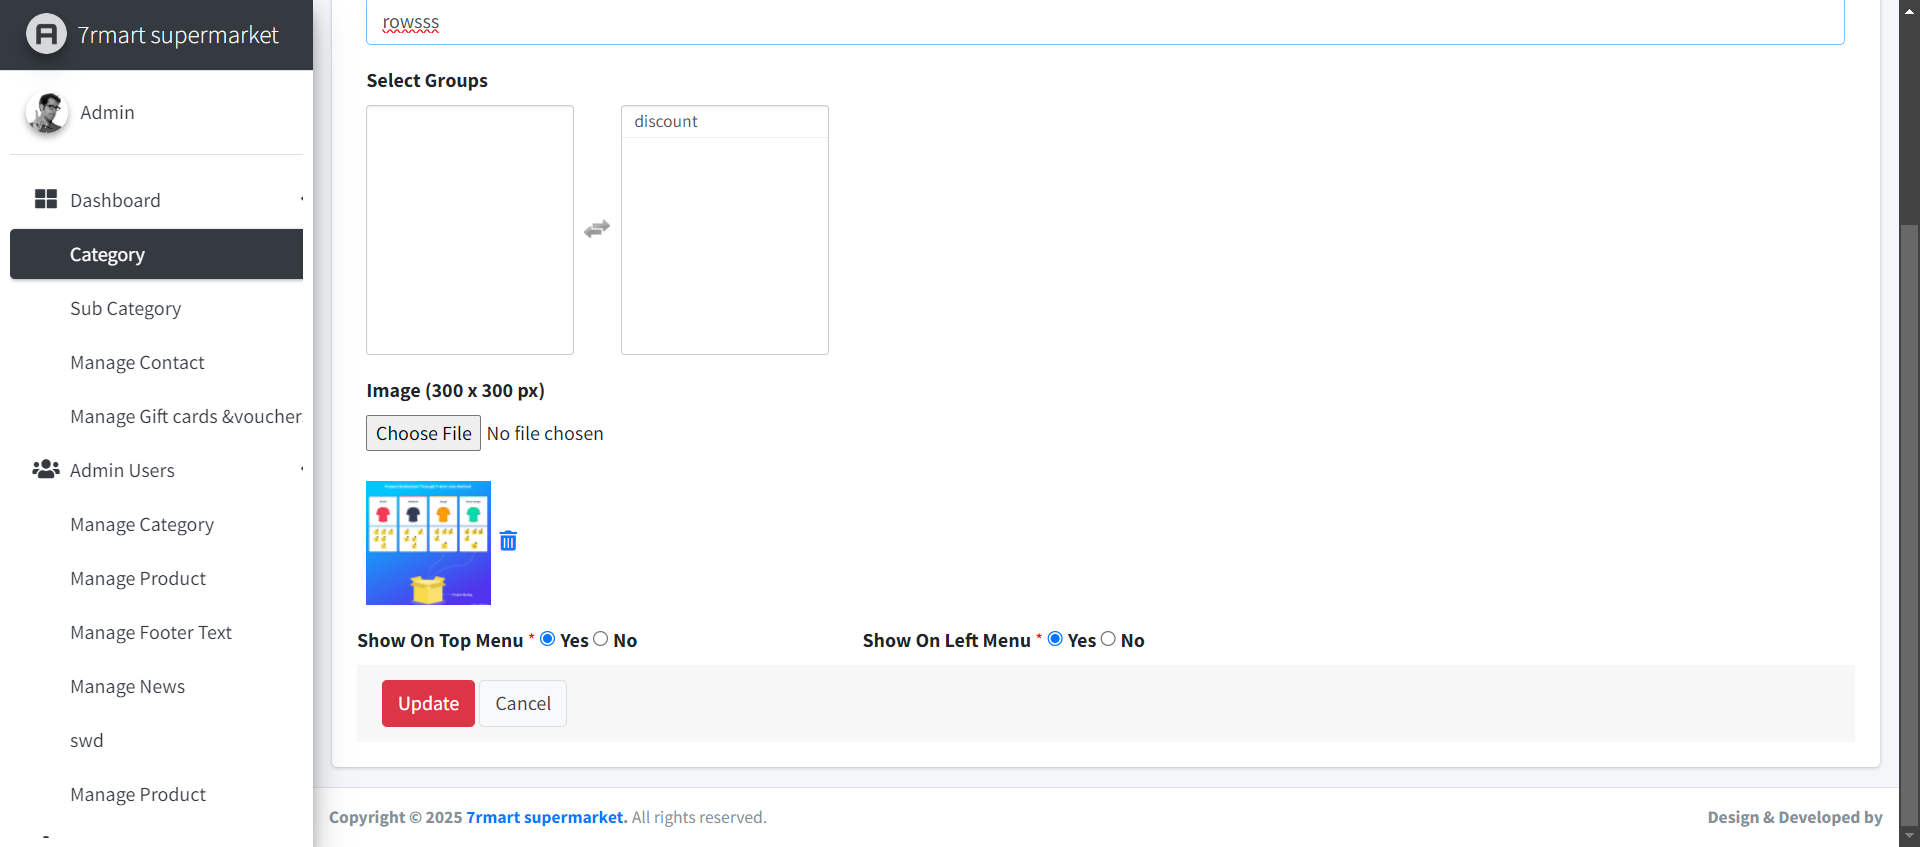 7rmart supermarket
Admin
Dashboard
Category
Sub Category
Manage Contact
Manage Gift cards &voucher
Admin Users
Manage Category
Manage Product
Manage Footer Text
Manage News
swd
Manage Product
rowsss
Select Groups
discount
Image (300 x 300 px)
Choose File No file chosen
Show On Top Menu * Yes No Show On Left Menu * Yes No
Update Cancel
Copyright © 2025 7rmart supermarket. All rights reserved. Design & Developed by